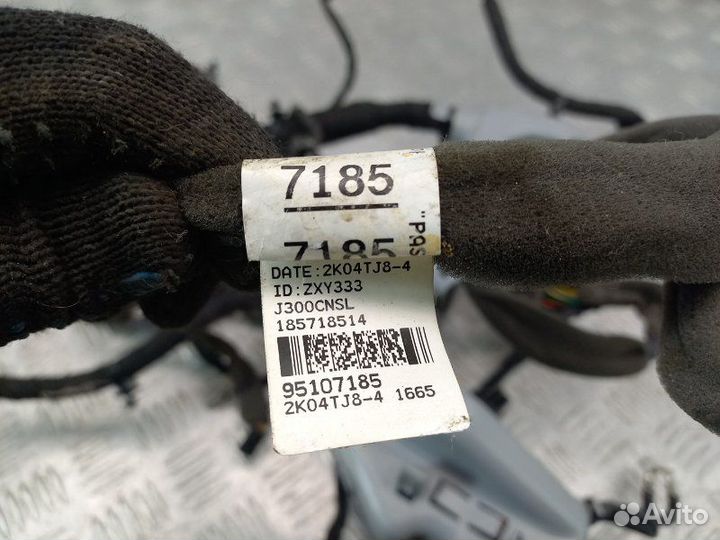 7185
7185
DATE:2K04TJ8-4
ID:ZXY333
J300CNSL
185718514
95107185
2K04TJ8-4 1665
Avito